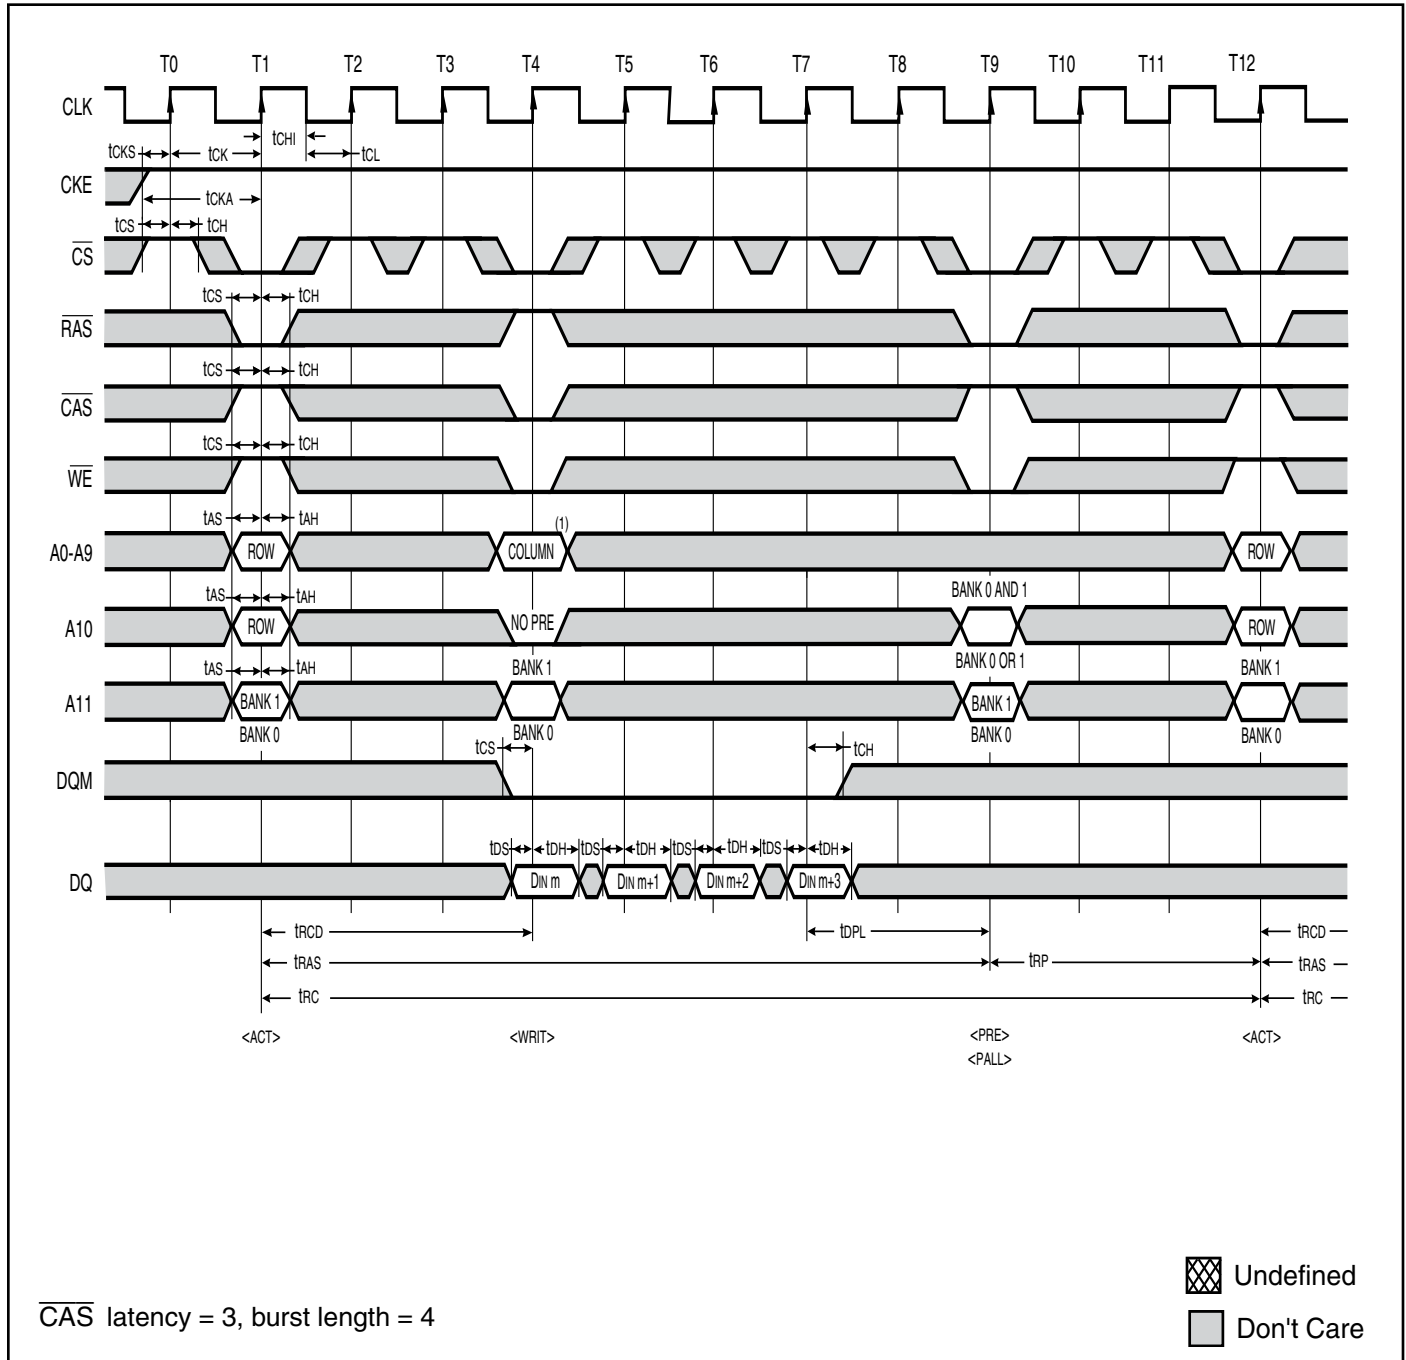 T0 T1 T2 T3 T4 T5 T6 T7 T8 T9 T10 T11 T12
CLK
tCHI
tCKS tCK tCL
CKE
tCKA
tCS tCH
CS
tCS tCH
RAS
tCS tCH
CAS
tCS tCH
WE
tAS tAH (1)
A0-A9 ROW COLUMN ROW
tAS tAH BANK 0 AND 1
A10 ROW NO PRE ROW
tAS tAH BANK 1 BANK 0 OR 1 BANK 1
A11 BANK 1 BANK 1
BANK 0 BANK 0 BANK 0 BANK 0
tCS tCH
DQM
tDS tDH tDS tDH tDS tDH tDS tDH
DQ DIN m DIN m+1 DIN m+2 DIN m+3
tRCD tDPL tRCD
tRAS tRP tRAS
tRC tRC
<ACT> <WRIT> <PRE> <ACT>
<PALL>
Undefined
CAS latency = 3, burst length = 4
Don't Care